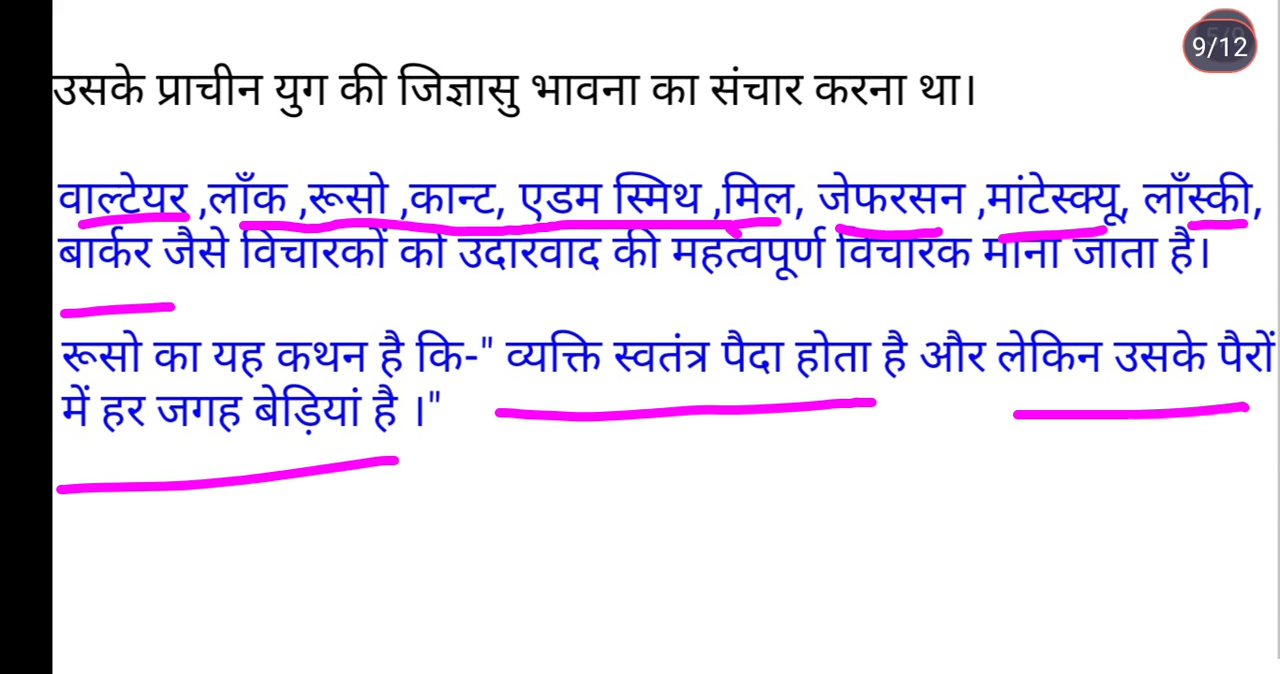 9/12
उसके प्राचीन युग की जिज्ञासु भावना का संचार करना था।
वाल्टेयर ,लाँक ,रूसो ,कान्ट, एडम स्मिथ ,मिल, जेफरसन ,मांटेस्क्यू, लाँस्की,
बार्कर जैसे विचारकों को उदारवाद की महत्वपूर्ण विचारक माना जाता है।
रूसो का यह कथन है कि-" व्यक्ति स्वतंत्र पैदा होता है और लेकिन उसके पैरों
में हर जगह बेड़ियां है ।"